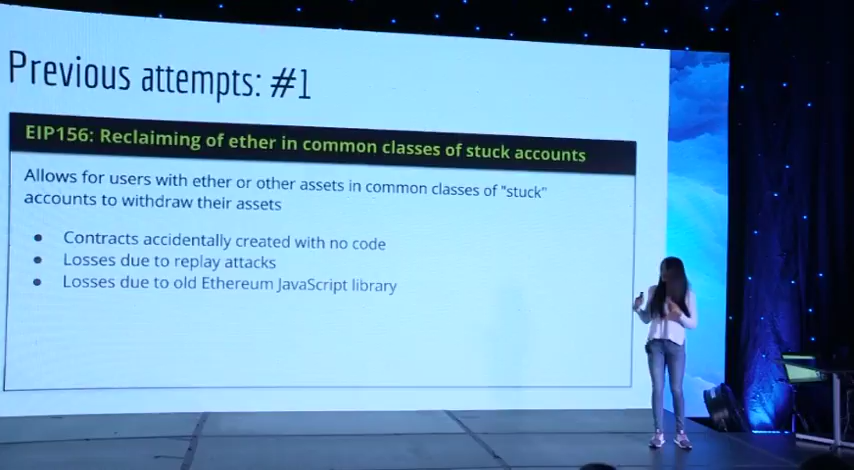 Previous attempts: #1
EIP156: Reclaiming of ether in common classes of stuck accounts
Allows for users with ether or other assets in common classes of "stuck"
accounts to withdraw their assets
● Contracts accidentally created with no code
● Losses due to replay attacks
● Losses due to old Ethereum JavaScript library